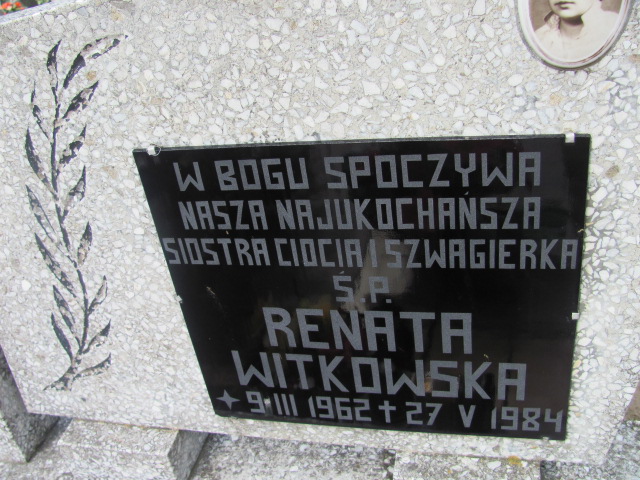 W BOGU SPOCZYWA
NASZA NAJUKOCHAŃSZA
SIOSTRA CIOCIA I SZWAGIERKA
Ś.P.
RENATA
WITKOWSKA
9 III 1962 ✝ 27 V 1984